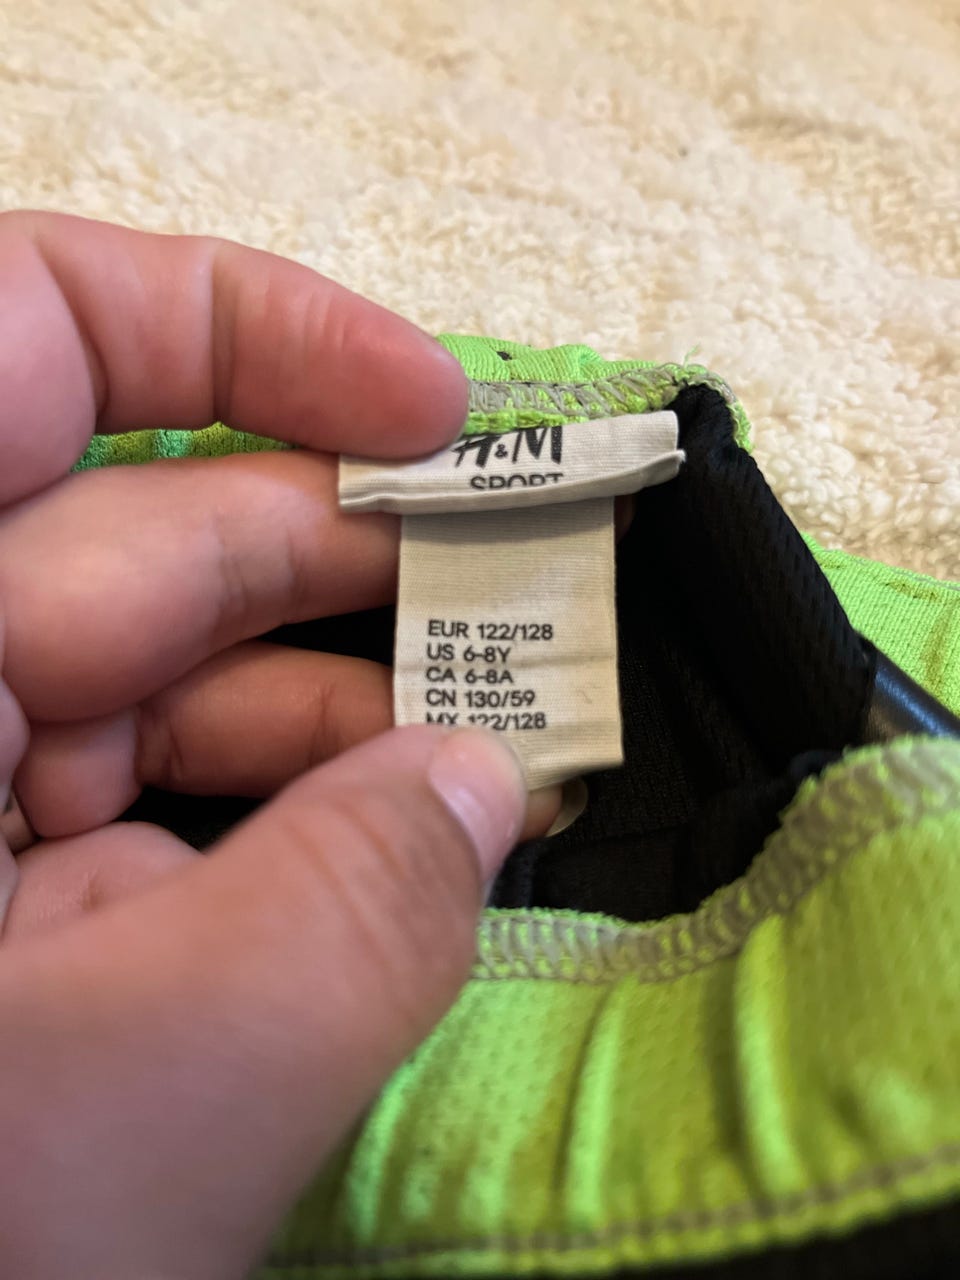 H&M
SPORT
EUR 122/128
US 6-8Y
CA 6-8A
CN 130/59
MX 122/128